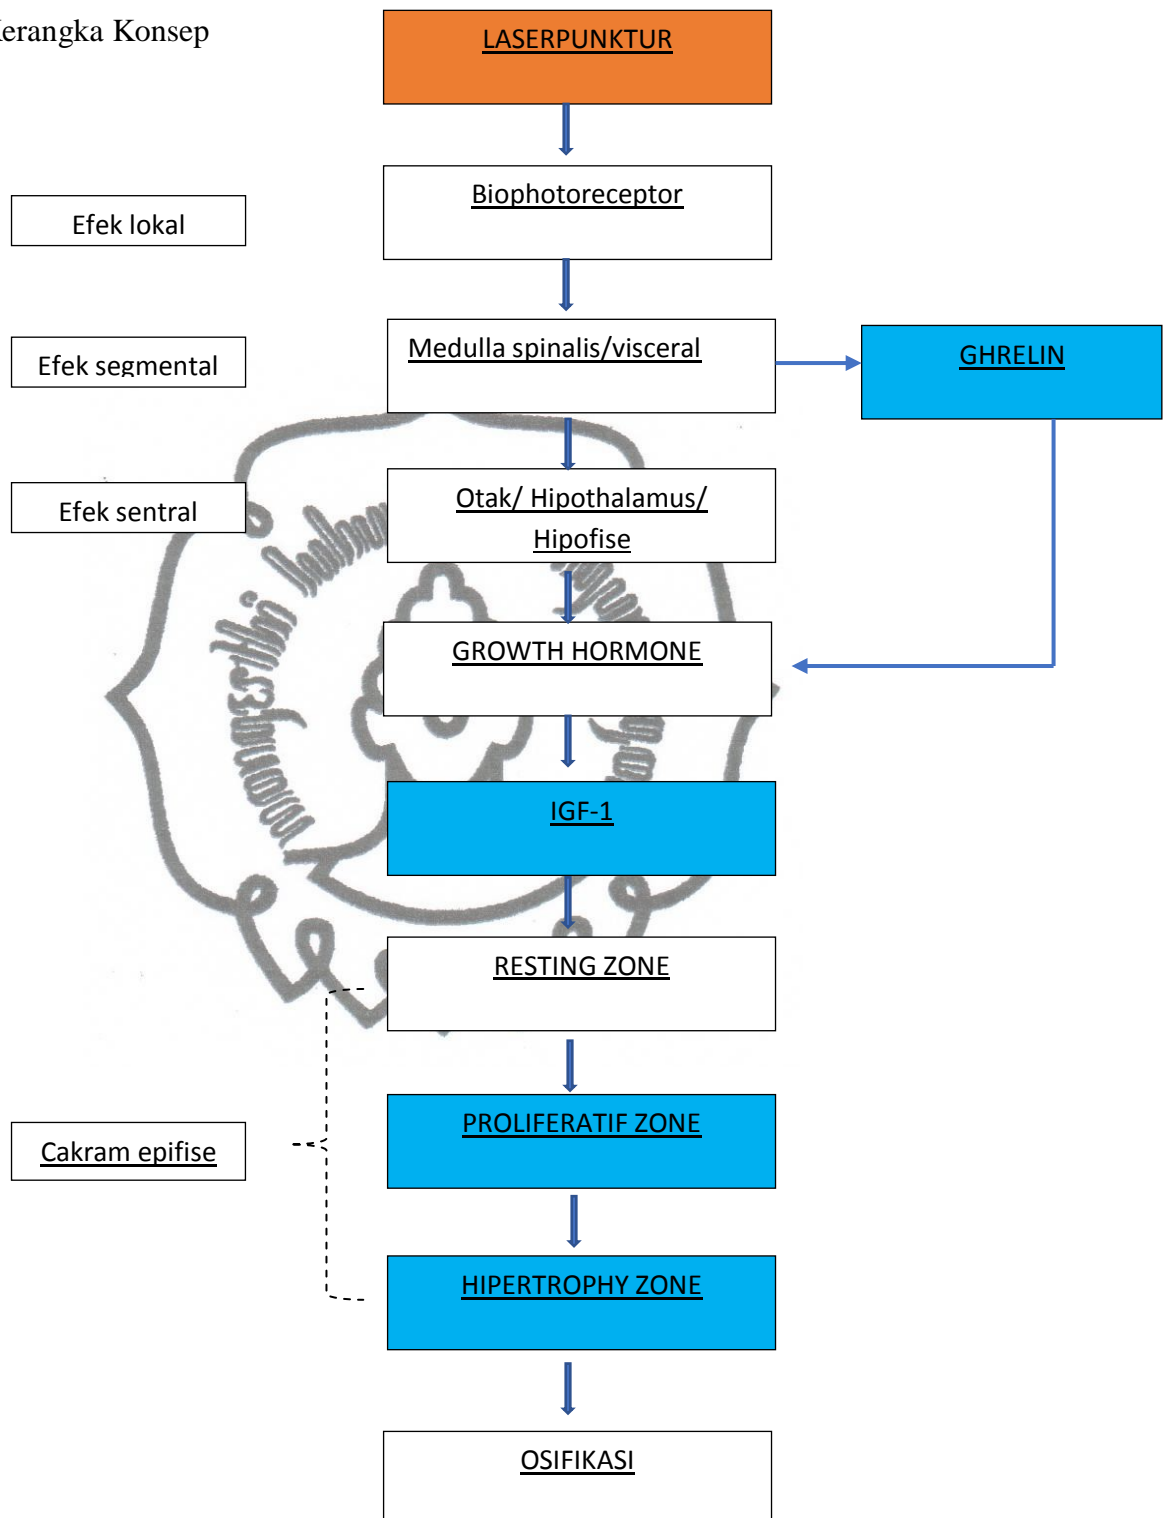 erangka Konsep
LASERPUNKTUR
Biophotoreceptor
Efek lokal
Medulla spinalis/visceral
GHRELIN
Efek segmental
Otak/ Hipothalamus/
Hipofise
Efek sentral
GROWTH HORMONE
IGF-1
RESTING ZONE
PROLIFERATIF ZONE
Cakram epifise
HIPERTROPHY ZONE
OSIFIKASI